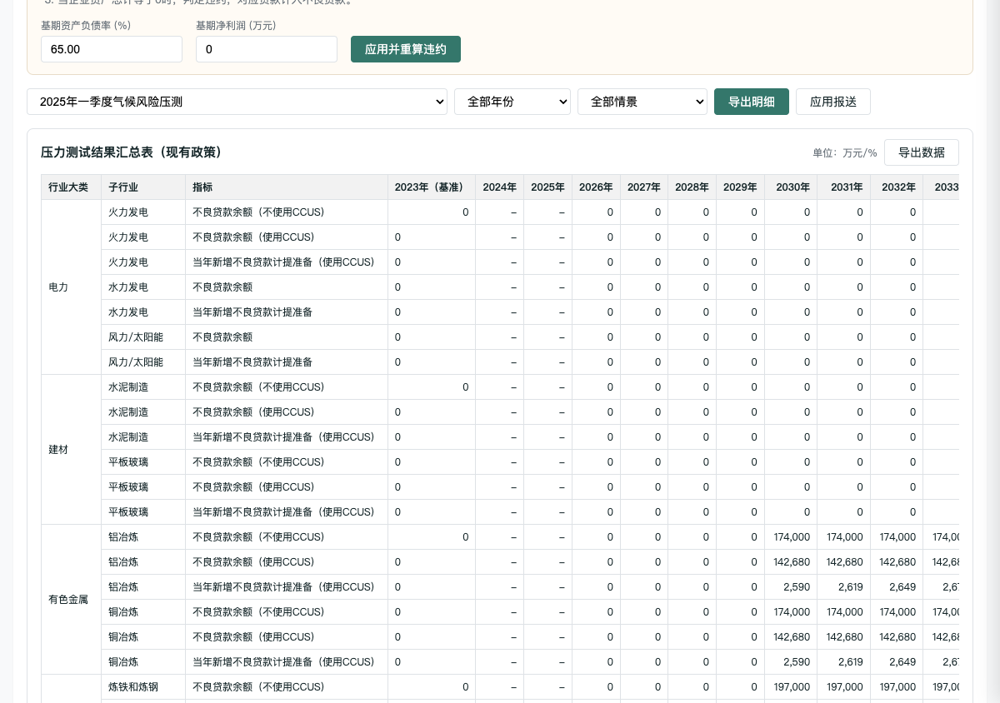 3. 当企业资产总计等于0时，判定违约，对应贷款计入不良贷款。
基期资产负债率 (%) 基期净利润 (万元)
65.00 0 应用并重算违约
2025年一季度气候风险压测 全部年份 全部情景 导出明细 应用报送
压力测试结果汇总表（现有政策） 单位：万元/% 导出数据
行业大类 子行业 指标 2023年（基准） 2024年 2025年 2026年 2027年 2028年 2029年 2030年 2031年 2032年 2033
火力发电 不良贷款余额（不使用CCUS） 0 – – 0 0 0 0 0 0 0
火力发电 不良贷款余额（使用CCUS） 0 – – 0 0 0 0 0 0 0
火力发电 当年新增不良贷款计提准备（使用CCUS） 0 – – 0 0 0 0 0 0 0
电力 水力发电 不良贷款余额 0 – – 0 0 0 0 0 0 0
水力发电 当年新增不良贷款计提准备 0 – – 0 0 0 0 0 0 0
风力/太阳能 不良贷款余额 0 – – 0 0 0 0 0 0 0
风力/太阳能 当年新增不良贷款计提准备 0 – – 0 0 0 0 0 0 0
水泥制造 不良贷款余额（不使用CCUS） 0 – – 0 0 0 0 0 0 0
水泥制造 不良贷款余额（使用CCUS） 0 – – 0 0 0 0 0 0 0
水泥制造 当年新增不良贷款计提准备（使用CCUS） 0 – – 0 0 0 0 0 0 0
建材
平板玻璃 不良贷款余额（不使用CCUS） 0 – – 0 0 0 0 0 0 0
平板玻璃 不良贷款余额（使用CCUS） 0 – – 0 0 0 0 0 0 0
平板玻璃 当年新增不良贷款计提准备（使用CCUS） 0 – – 0 0 0 0 0 0 0
铝冶炼 不良贷款余额（不使用CCUS） 0 – – 0 0 0 0 174,000 174,000 174,000 174,00
铝冶炼 不良贷款余额（使用CCUS） 0 – – 0 0 0 0 142,680 142,680 142,680 142,68
铝冶炼 当年新增不良贷款计提准备（使用CCUS） 0 – – 0 0 0 0 2,590 2,619 2,649 2,67
有色金属
铜冶炼 不良贷款余额（不使用CCUS） 0 – – 0 0 0 0 174,000 174,000 174,000 174,00
铜冶炼 不良贷款余额（使用CCUS） 0 – – 0 0 0 0 142,680 142,680 142,680 142,68
铜冶炼 当年新增不良贷款计提准备（使用CCUS） 0 – – 0 0 0 0 2,590 2,619 2,649 2,67
炼铁和炼钢 不良贷款余额（不使用CCUS） 0 – – 0 0 0 0 197,000 197,000 197,000 197,00